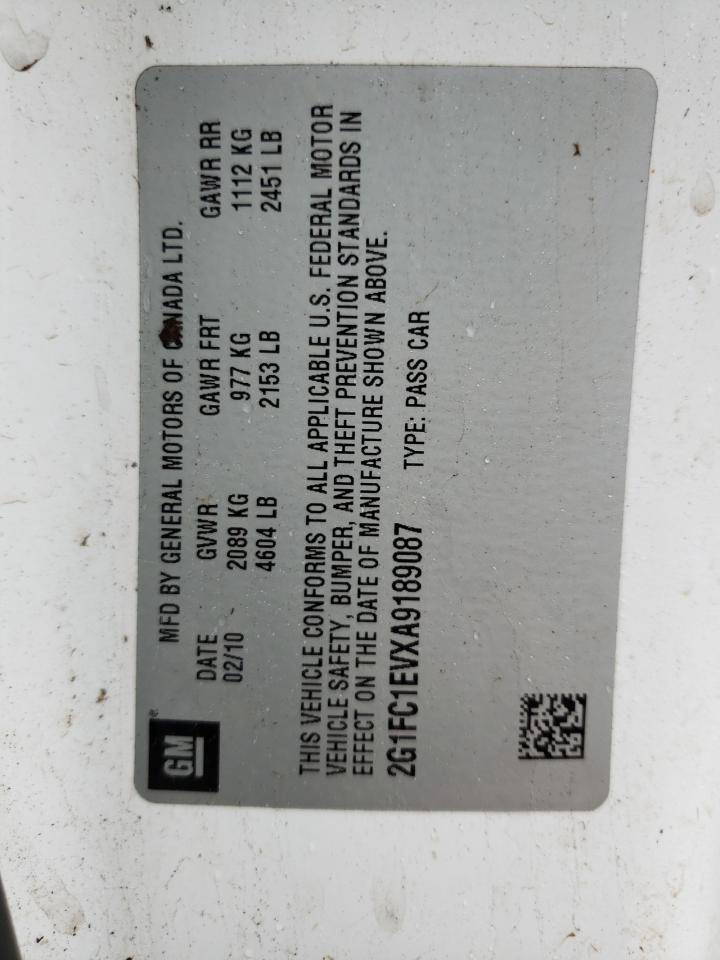 GM
MFD BY GENERAL MOTORS OF CANADA LTD.
DATE GVWR GAWR FRT GAWR RR
02/10 2089 KG 977 KG 1112 KG
4604 LB 2153 LB 2451 LB
THIS VEHICLE CONFORMS TO ALL APPLICABLE U.S. FEDERAL MOTOR
VEHICLE SAFETY, BUMPER, AND THEFT PREVENTION STANDARDS IN
EFFECT ON THE DATE OF MANUFACTURE SHOWN ABOVE.
2G1FC1EVXA9189087 TYPE: PASS CAR